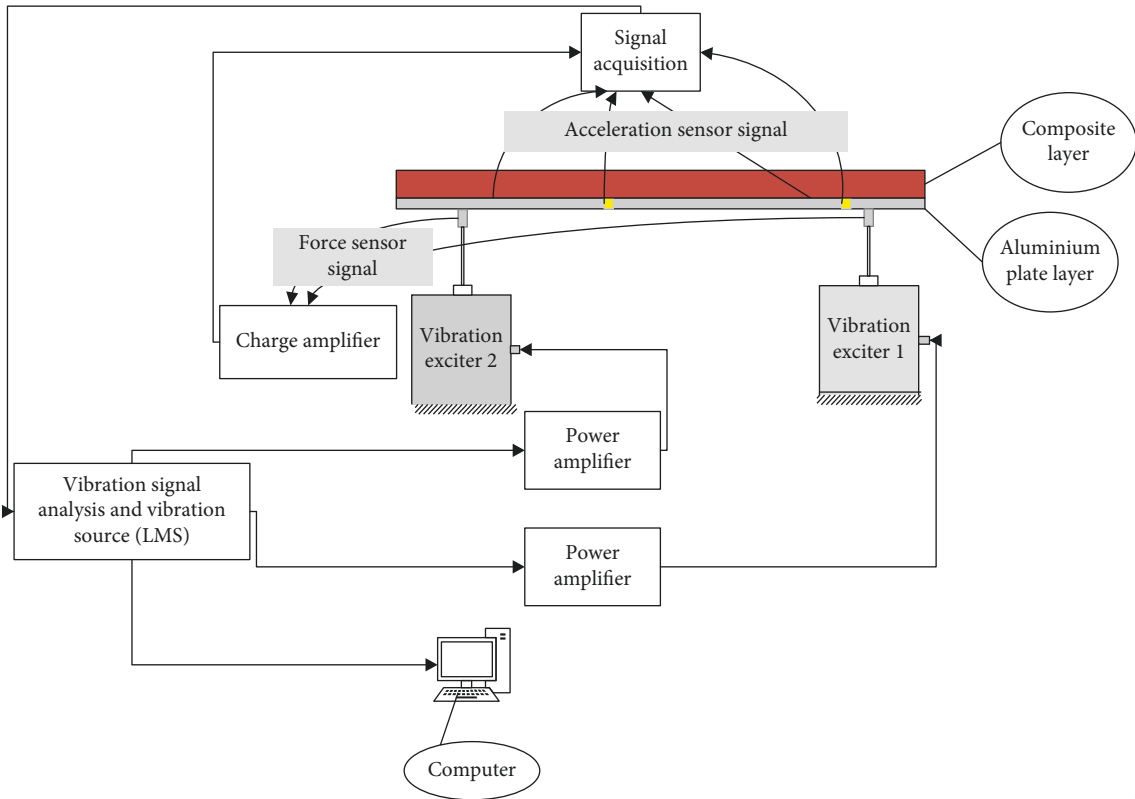 Signal
acquisition
Acceleration sensor signal
Composite
layer
Force sensor
signal
Aluminium
plate layer
Charge amplifier
Vibration
exciter 2
Vibration
exciter 1
Power
amplifier
Vibration signal
analysis and vibration
source (LMS)
Power
amplifier
Computer